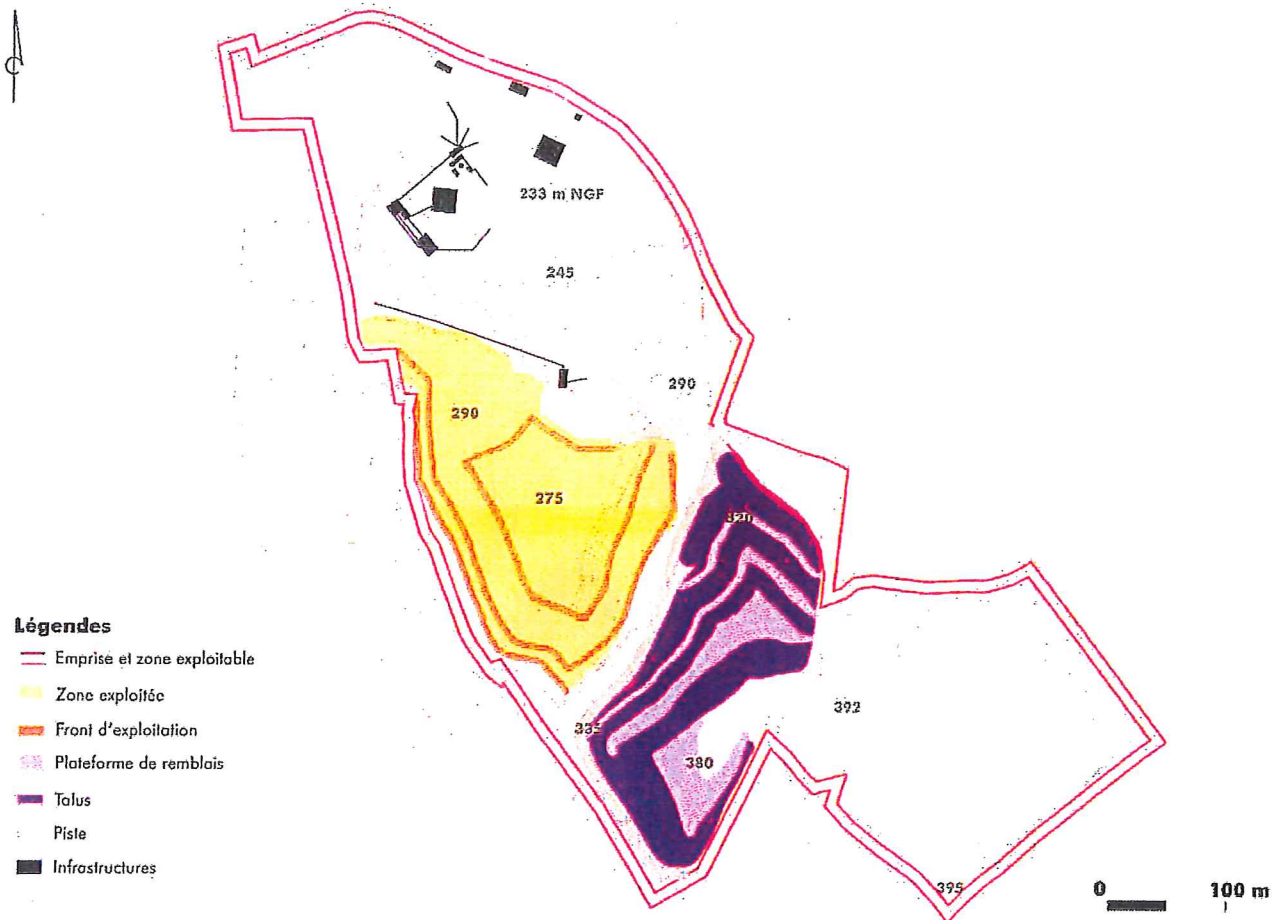 233 m NGF
245
290
290
275
320
335
392
380
395
Légendes
Emprise et zone exploitable
Zone exploitée
Front d'exploitation
Plateforme de remblais
Talus
Piste
Infrastructures
0 100 m